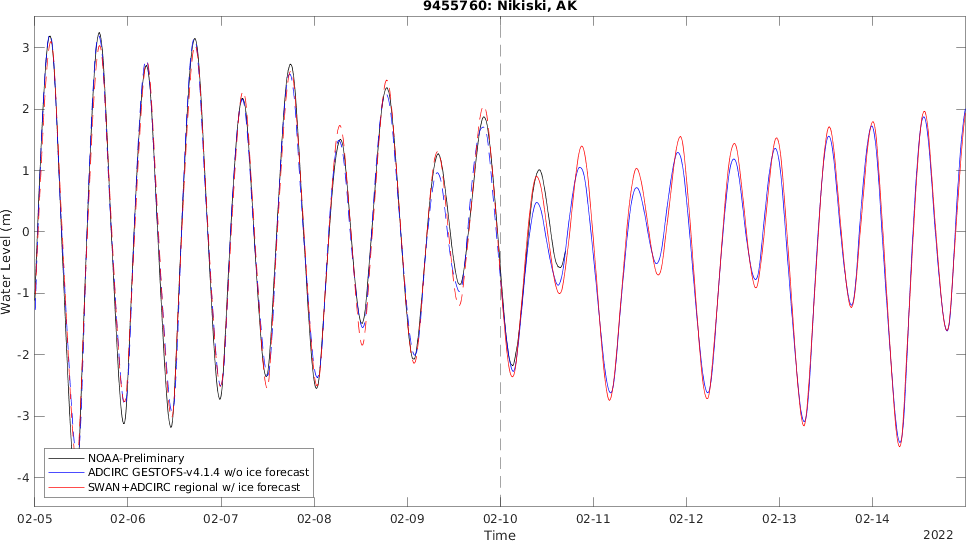 9455760: Nikiski, AK
3
2
1
0
-1
-2
-3
-4
Water Level (m)
NOAA-Preliminary
ADCIRC GESTOFS-v4.1.4 w/o ice forecast
SWAN+ADCIRC regional w/ ice forecast
02-05 02-06 02-07 02-08 02-09 02-10 02-11 02-12 02-13 02-14
Time
2022